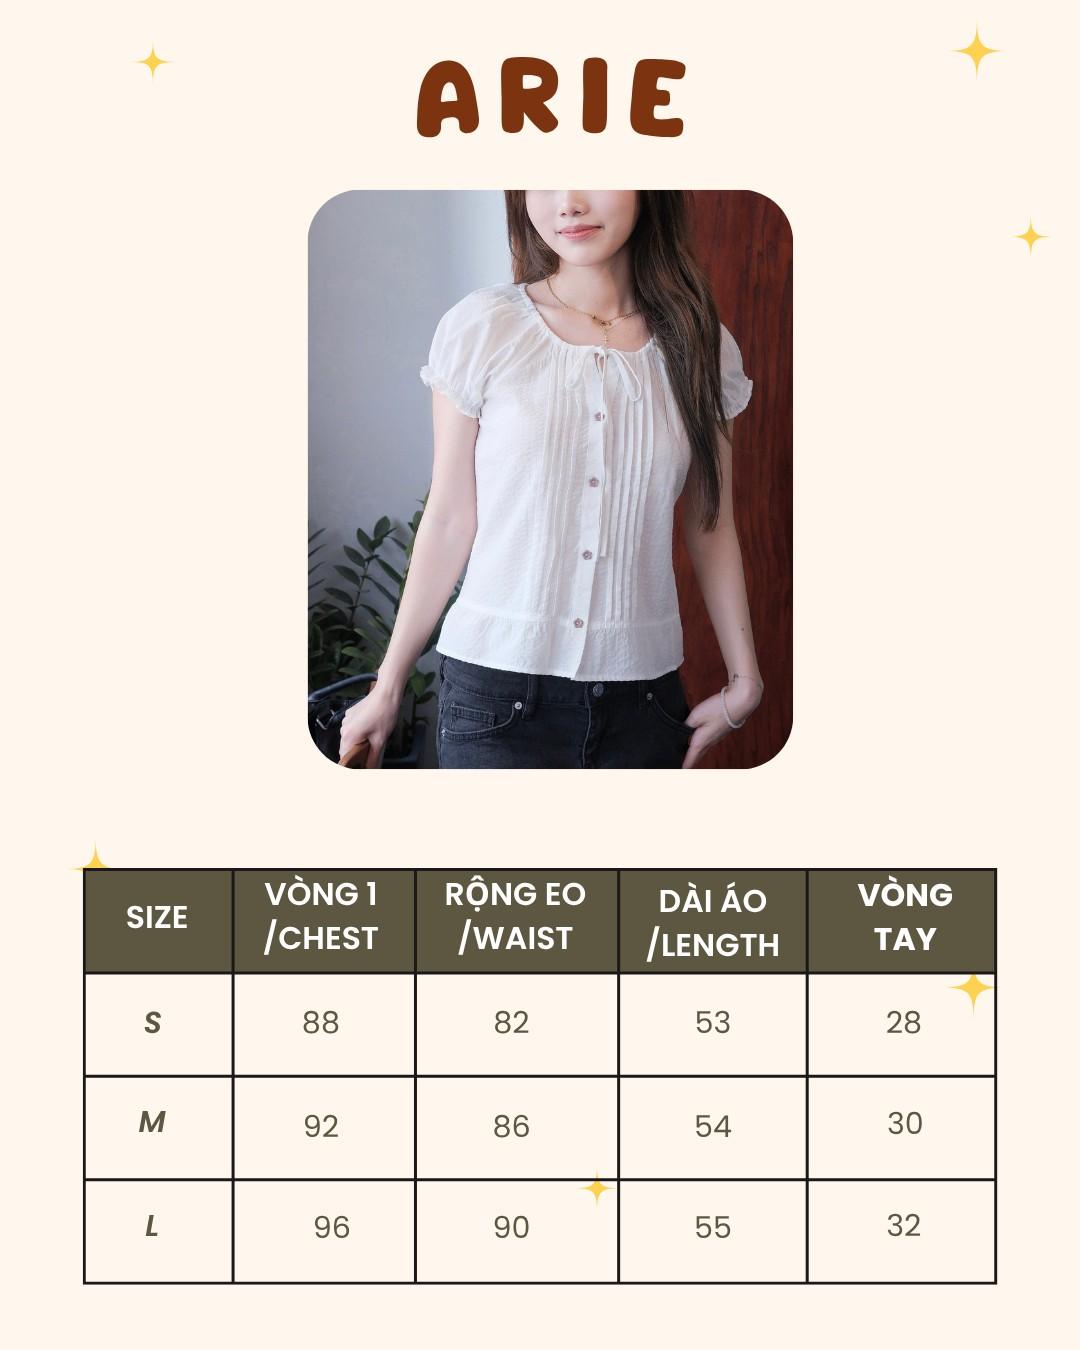 ARIE
SIZE
VÒNG 1
/CHEST
RỘNG EO
/WAIST
DÀI ÁO
/LENGTH
VÒNG
TAY
S 88 82 53 28
M 92 86 54 30
L 96 90 55 32